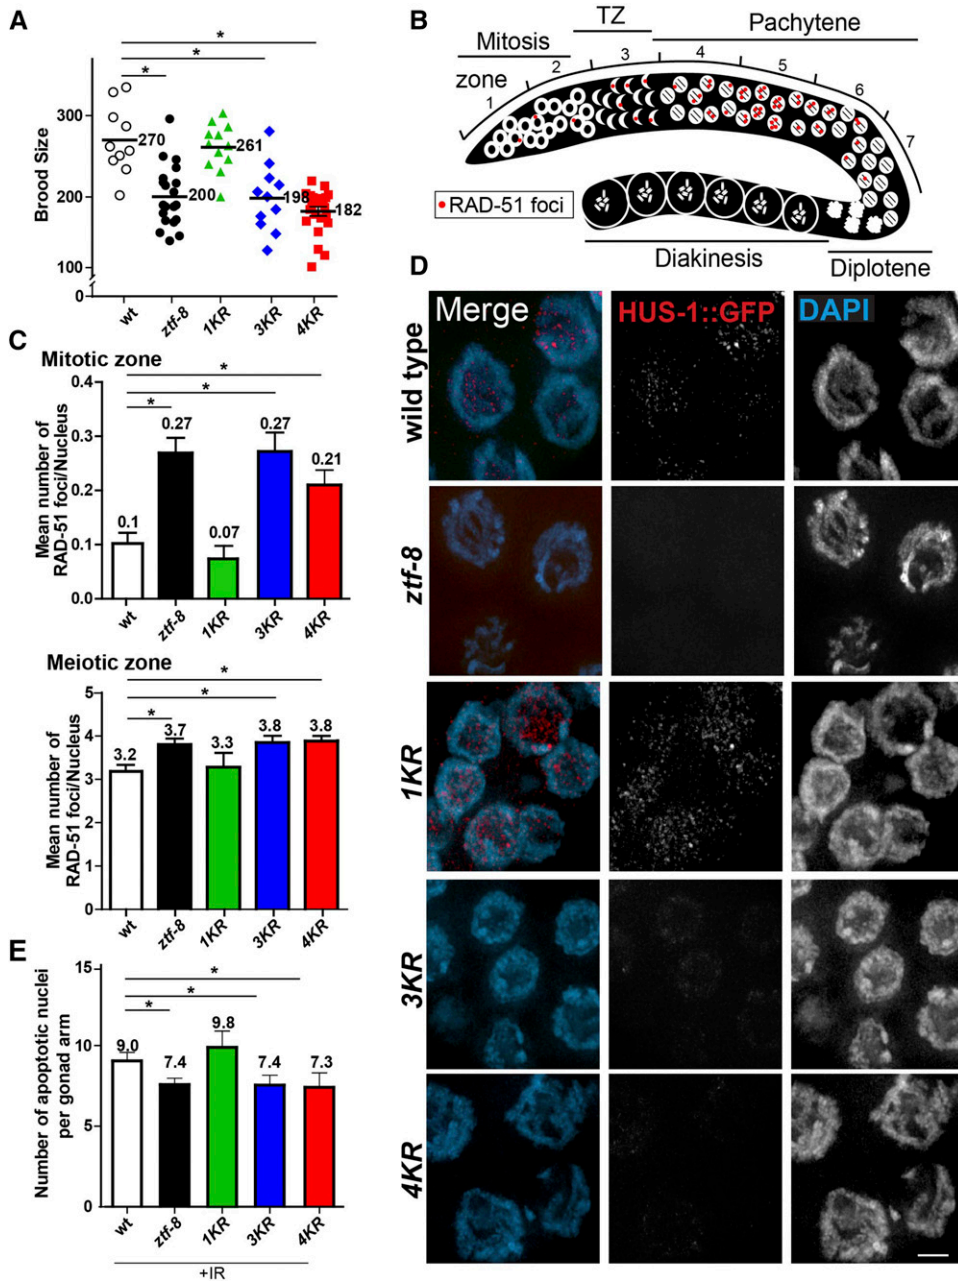 A
*
*
*
Brood Size
300
200
100
0
270
200
261
198
182
wt
ztf-8
1KR
3KR
4KR
B
TZ
Pachytene
Mitosis
zone
1
2
3
4
5
6
7
RAD-51 foci
Diakinesis
Diplotene
C
Mitotic zone
*
*
*
Mean number of
RAD-51 foci/Nucleus
0.4
0.3
0.2
0.1
0.0
0.1
0.27
0.07
0.27
0.21
wt
ztf-8
1KR
3KR
4KR
Meiotic zone
*
*
*
Mean number of
RAD-51 foci/Nucleus
5
4
3
2
1
0
3.2
3.7
3.3
3.8
3.8
wt
ztf-8
1KR
3KR
4KR
D
Merge
HUS-1::GFP
DAPI
wild type
ztf-8
1KR
3KR
4KR
E
*
*
*
Number of apoptotic nuclei
per gonad arm
15
10
5
0
9.0
7.4
9.8
7.4
7.3
wt
ztf-8
1KR
3KR
4KR
+IR